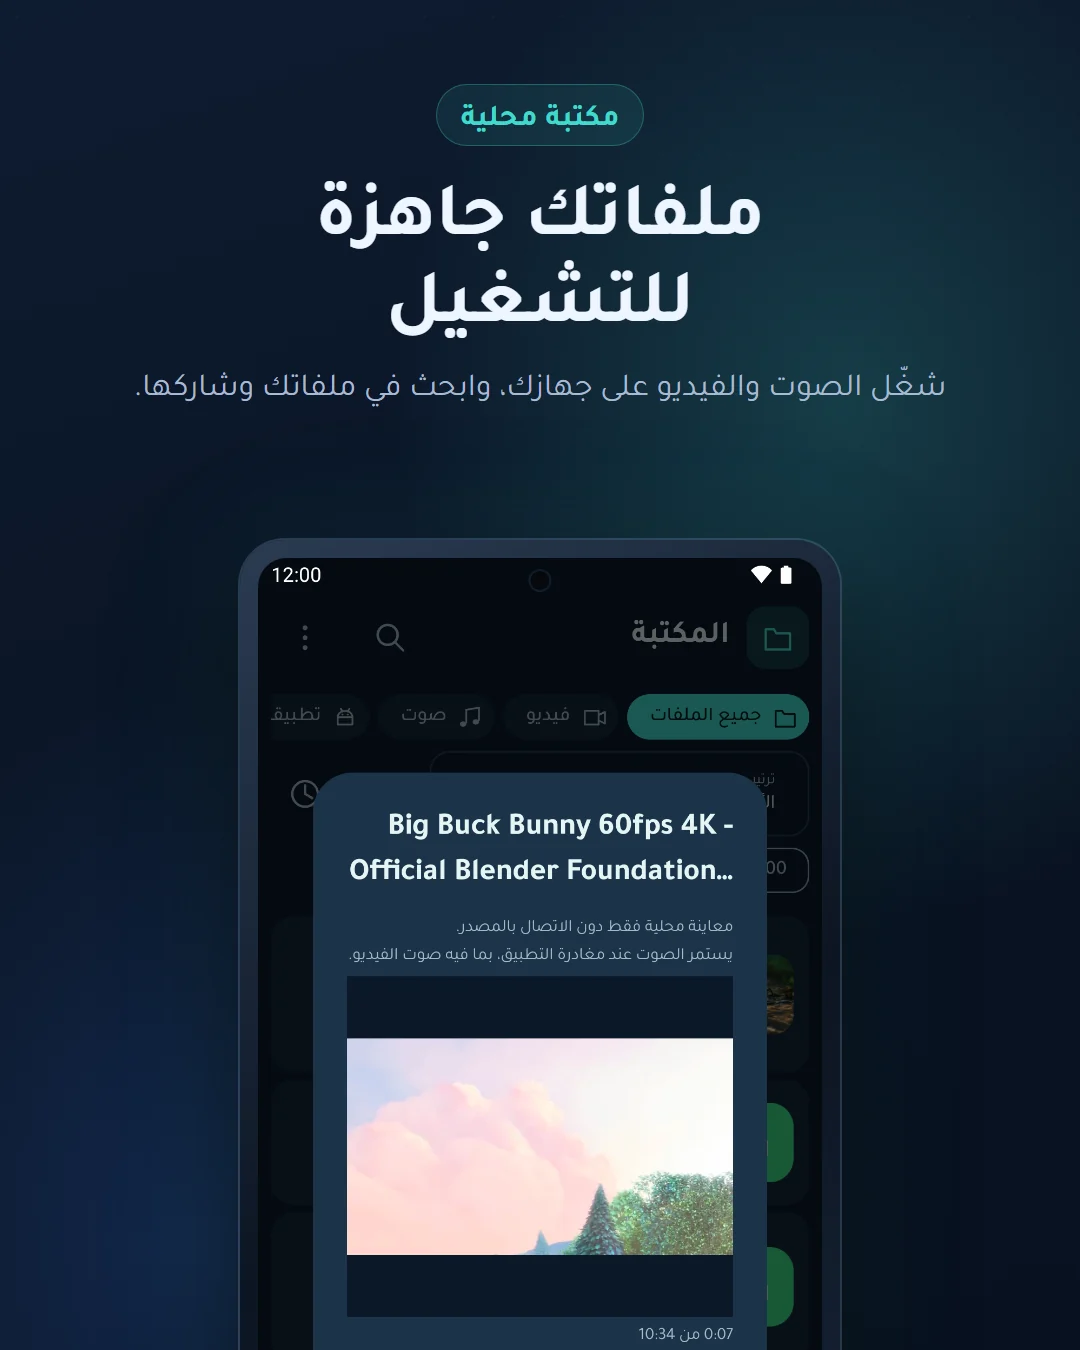 مكتبة محلية
ملفاتك جاهزة
للتشغيل
شغّل الصوت والفيديو على جهازك، وابحث في ملفاتك وشاركها.
12:00
المكتبة
جميع الملفات
فيديو
صوت
Big Buck Bunny 60fps 4K -
Official Blender Foundation…
معاينة محلية فقط دون الاتصال بالمصدر.
يستمر الصوت عند مغادرة التطبيق، بما فيه صوت الفيديو.
0:07 من 10:34